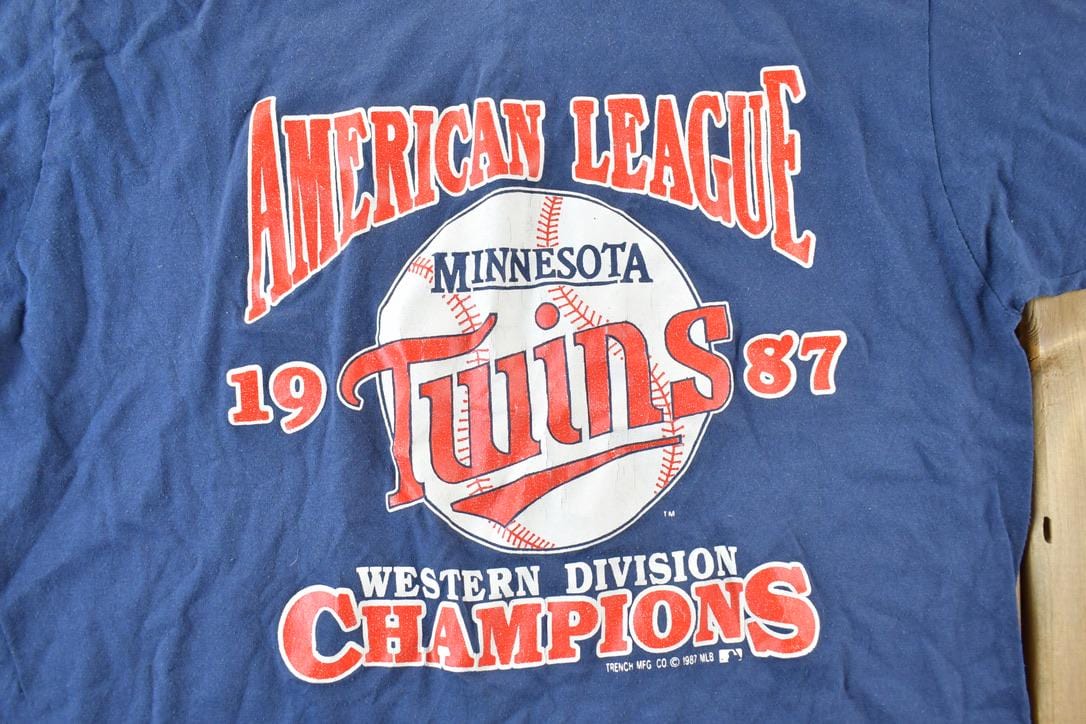 AMERICAN LEAGUE
MINNESOTA
19 Twins 87
TM
WESTERN DIVISION
CHAMPIONS
TRENCH MFG CO © 1987 MLB